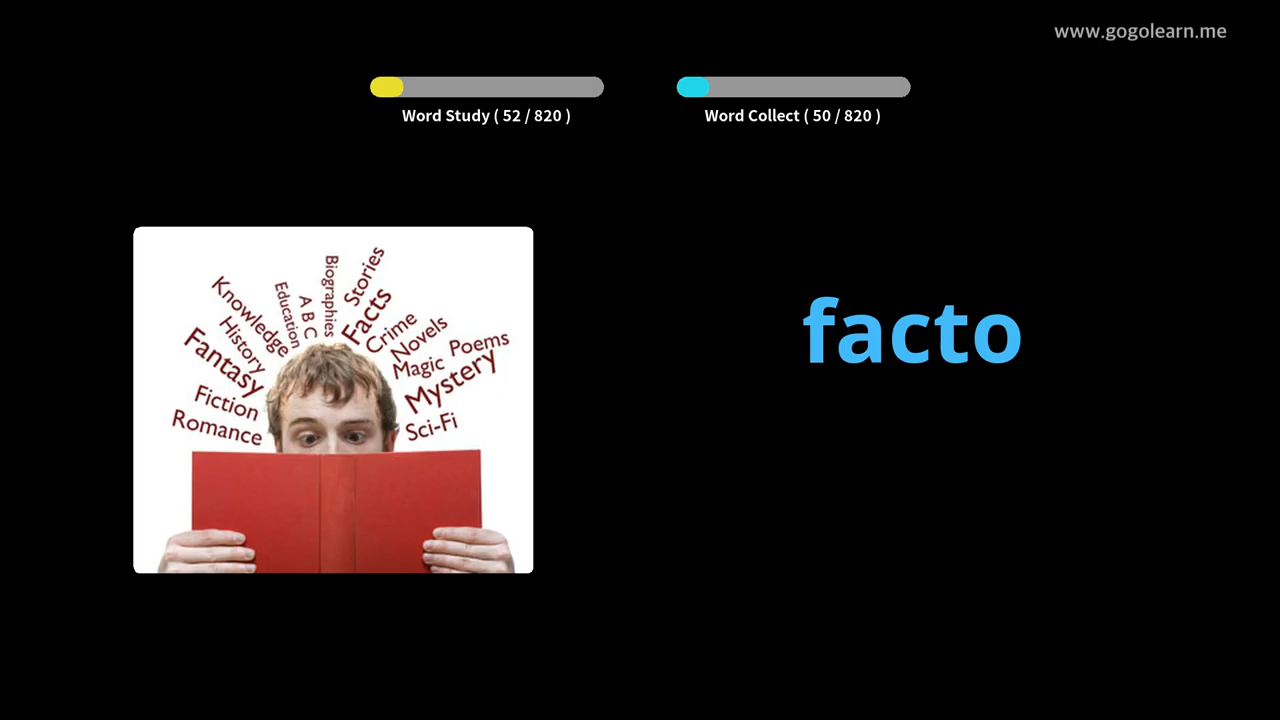 www.gogolearn.me
Word Study ( 52 / 820 )
Word Collect ( 50 / 820 )
Romance
Fiction
Fantasy
History
Knowledge
Education
A B C
Biographies
Stories
Facts
Crime
Novels
Magic
Poems
Mystery
Sci-Fi
facto